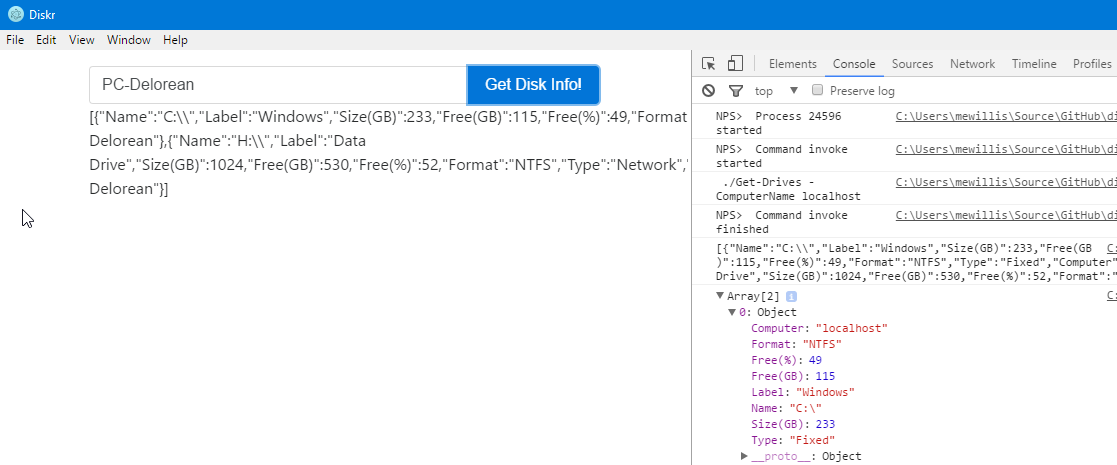 Diskr
File Edit View Window Help
PC-Delorean
Get Disk Info!
[{"Name":"C:\\","Label":"Windows","Size(GB)":233,"Free(GB)":115,"Free(%)":49,"Format
Delorean"},{"Name":"H:\\","Label":"Data
Drive","Size(GB)":1024,"Free(GB)":530,"Free(%)":52,"Format":"NTFS","Type":"Network",
Delorean"}]
Elements Console Sources Network Timeline Profiles
top Preserve log
NPS> Process 24596 C:\Users\mewillis\Source\GitHub\di
started
NPS> Command invoke C:\Users\mewillis\Source\GitHub\di
started
./Get-Drives - C:\Users\mewillis\Source\GitHub\di
ComputerName localhost
NPS> Command invoke C:\Users\mewillis\Source\GitHub\di
finished
[{"Name":"C:\\","Label":"Windows","Size(GB)":233,"Free(GB C:
)":115,"Free(%)":49,"Format":"NTFS","Type":"Fixed","Computer"
Drive","Size(GB)":1024,"Free(GB)":530,"Free(%)":52,"Format":"
Array[2] i C:
0: Object
Computer: "localhost"
Format: "NTFS"
Free(%): 49
Free(GB): 115
Label: "Windows"
Name: "C:\"
Size(GB): 233
Type: "Fixed"
__proto__: Object